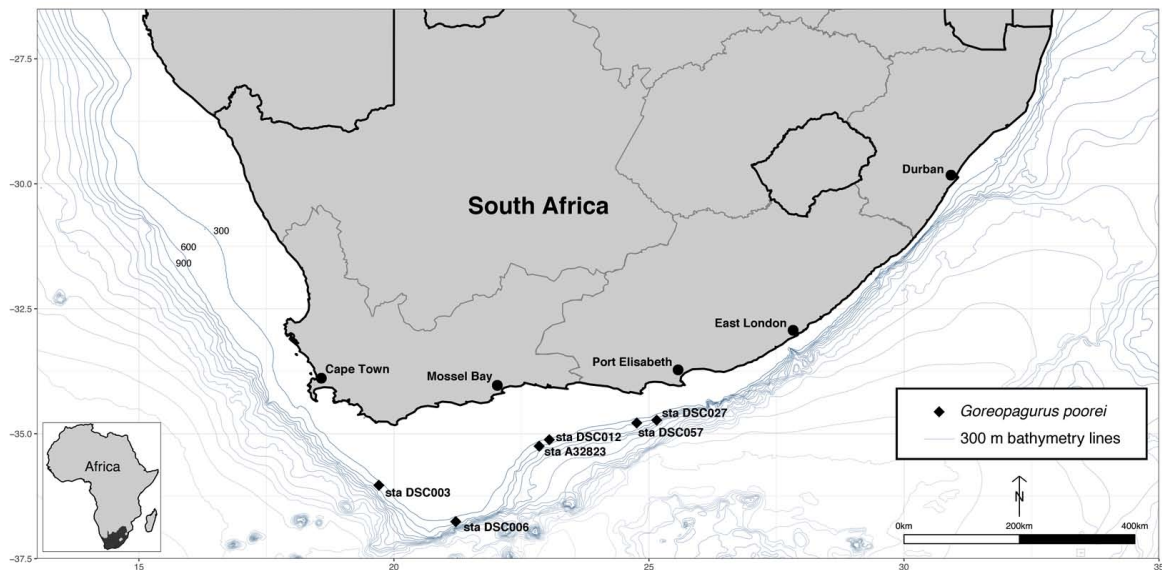 −27.5
−30.0
−32.5
−35.0
−37.5
15
20
25
30
35
300
600
900
South Africa
Durban
East London
Port Elisabeth
Mossel Bay
Cape Town
sta DSC027
sta DSC057
sta DSC012
sta A32823
sta DSC003
sta DSC006
Goreopagurus poorei
300 m bathymetry lines
N
0km
200km
400km
Africa